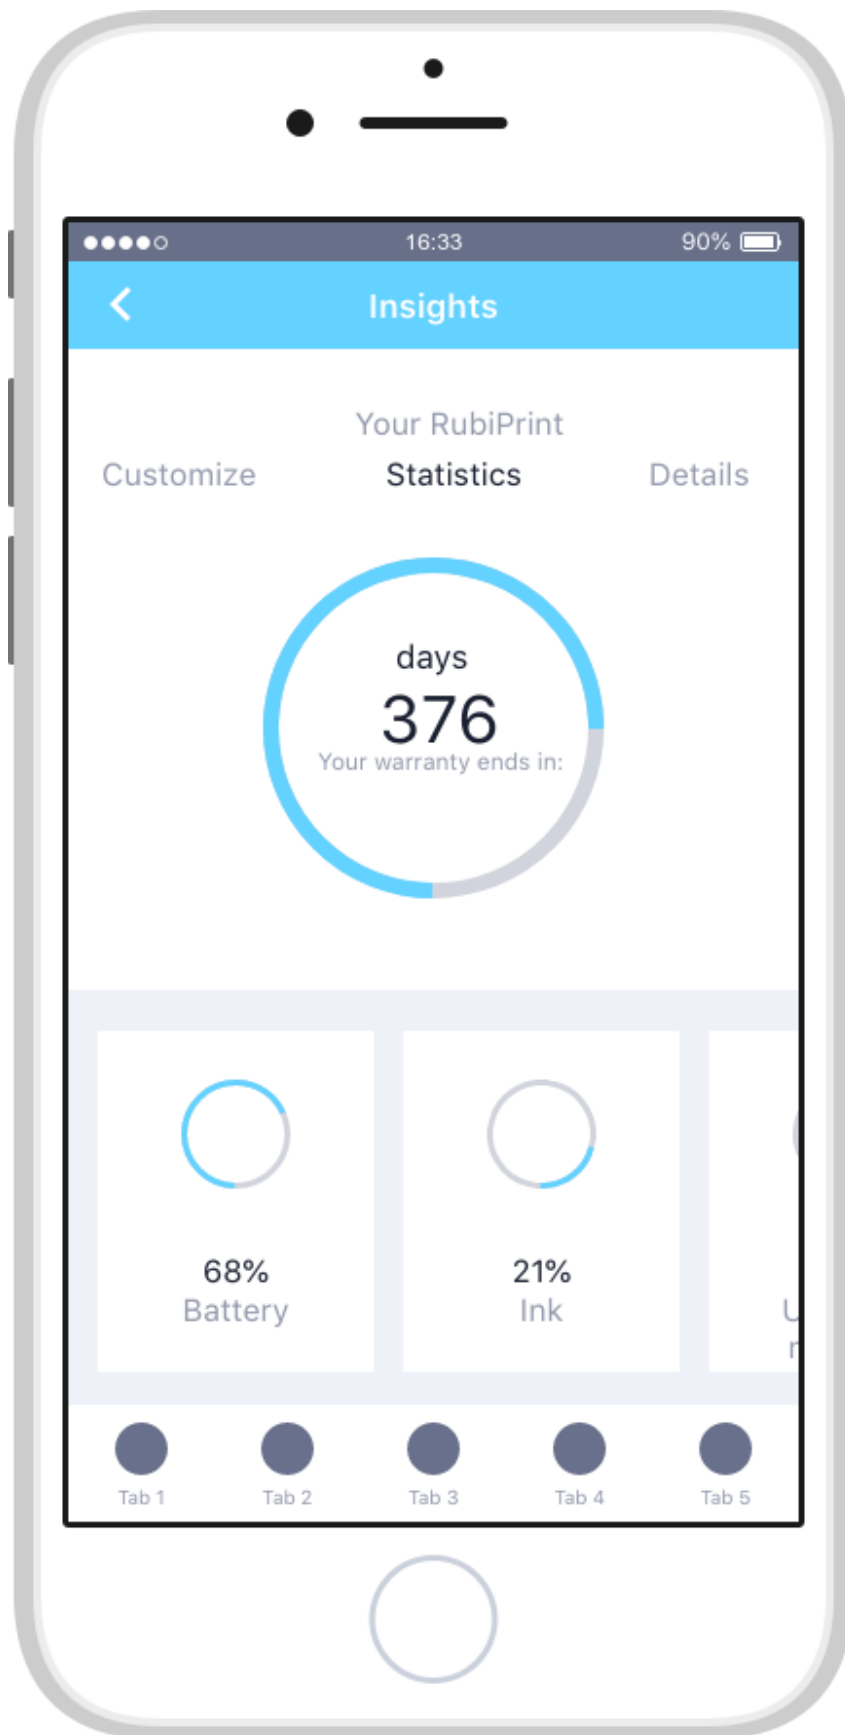 16:33 90%
Insights
Your RubiPrint
Customize Statistics Details
days
376
Your warranty ends in:
68%
Battery
21%
Ink
Tab 1 Tab 2 Tab 3 Tab 4 Tab 5